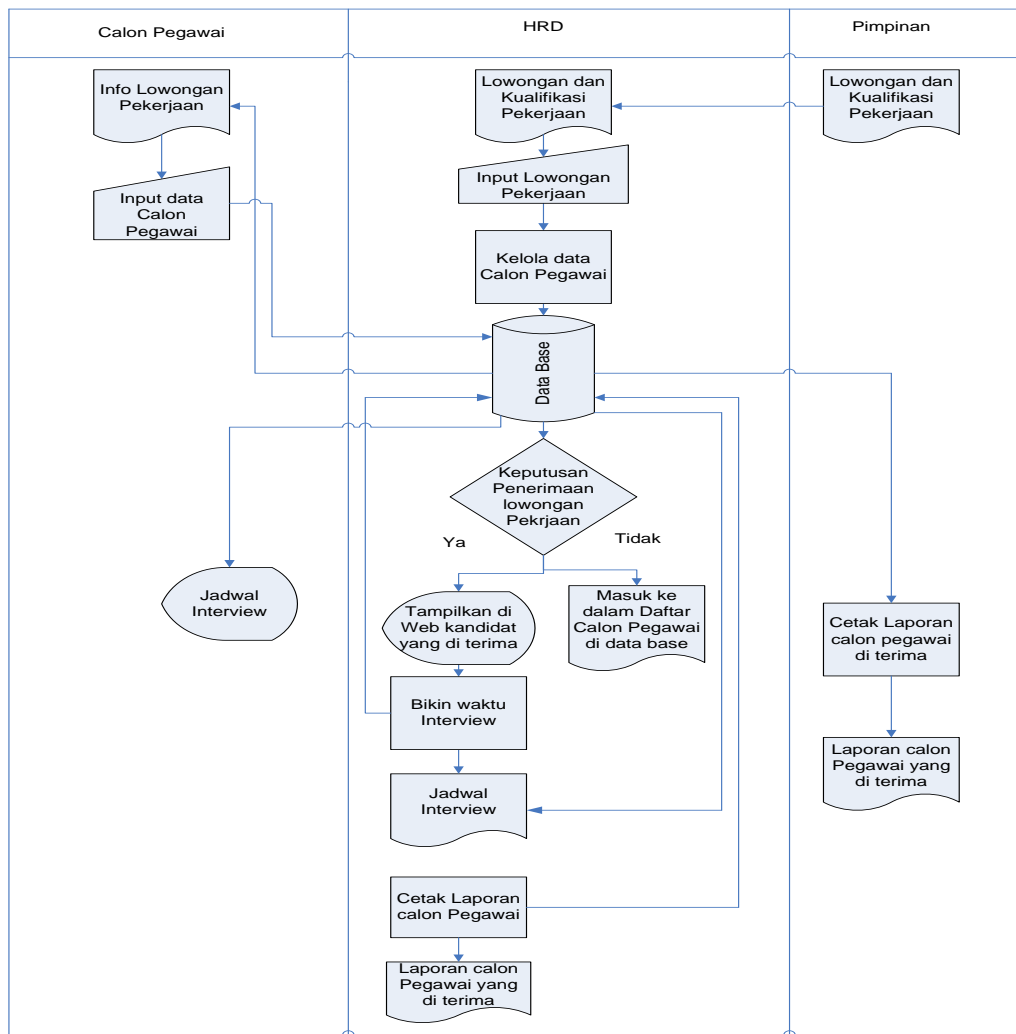 Calon Pegawai
HRD
Pimpinan
Info Lowongan
Pekerjaan
Lowongan dan
Kualifikasi
Pekerjaan
Lowongan dan
Kualifikasi
Pekerjaan
Input data
Calon
Pegawai
Input Lowongan
Pekerjaan
Kelola data
Calon Pegawai
Data Base
Keputusan
Penerimaan
lowongan
Pekrjaan
Ya
Tidak
Jadwal
Interview
Tampilkan di
Web kandidat
yang di terima
Masuk ke
dalam Daftar
Calon Pegawai
di data base
Cetak Laporan
calon pegawai
di terima
Bikin waktu
Interview
Laporan calon
Pegawai yang
di terima
Jadwal
Interview
Cetak Laporan
calon Pegawai
Laporan calon
Pegawai yang
di terima